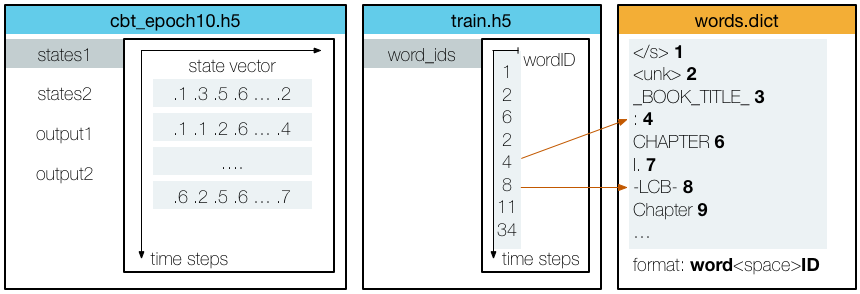 cbt_epoch10.h5
states1
states2
output1
output2
state vector
.1 .3 .5 .6 ... .2
.1 .1 .2 .6 ... .4
....
.6 .2 .5 .6 ... .7
time steps
train.h5
word_ids
wordID
1
2
6
2
4
8
11
34
time steps
words.dict
</s> 1
<unk> 2
_BOOK_TITLE_ 3
: 4
CHAPTER 6
I. 7
-LCB- 8
Chapter 9
...
format: word<space>ID